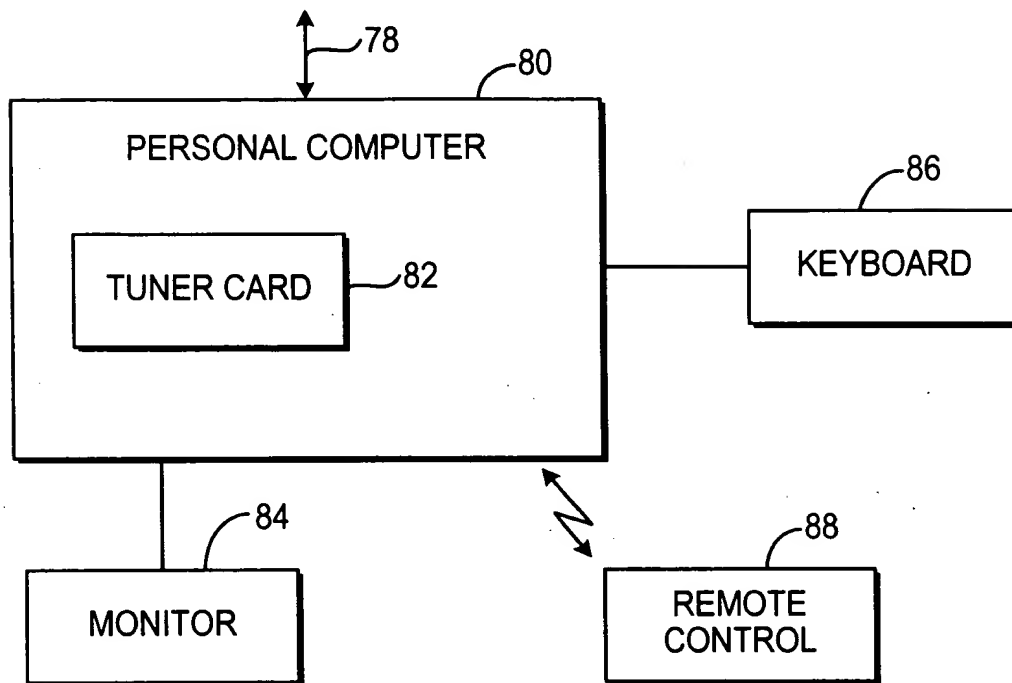 78
80
PERSONAL COMPUTER
86
KEYBOARD
TUNER CARD
82
84
MONITOR
88
REMOTE
CONTROL